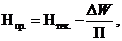 Нпр. = Нтек. − ΔW/П,